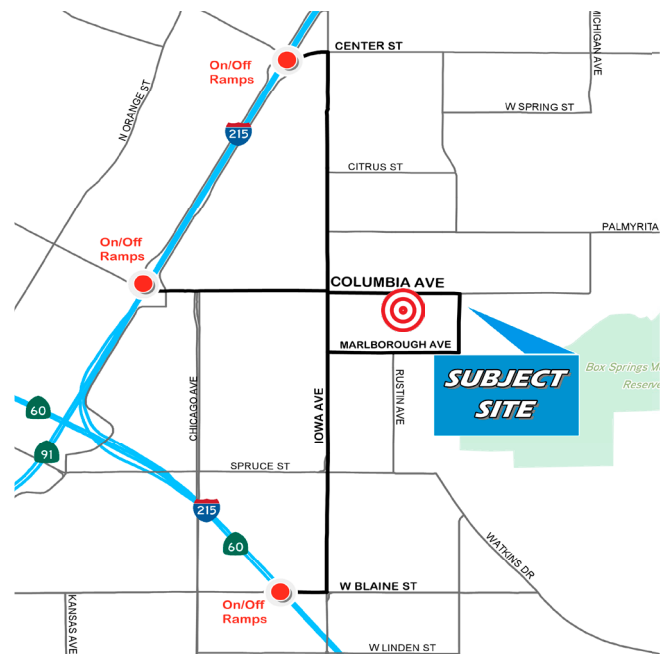 MICHIGAN AVE
CENTER ST
On/Off
Ramps
N ORANGE ST
W SPRING ST
215
CITRUS ST
PALMYRITA
On/Off
Ramps
COLUMBIA AVE
MARLBOROUGH AVE
SUBJECT
SITE
Box Springs M
Reserve
CHICAGO AVE
IOWA AVE
RUSTIN AVE
60
91
SPRUCE ST
215
60
WATKINS DR
On/Off
Ramps
W BLAINE ST
KANSAS AVE
W LINDEN ST